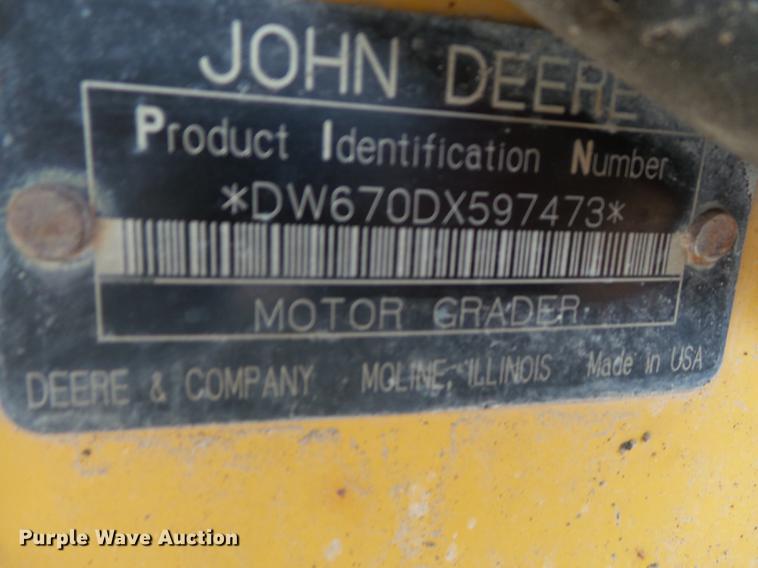 JOHN DEERE
Product Identification Number
*DW670DX597473*
MOTOR GRADER
DEERE & COMPANY MOLINE, ILLINOIS Made in USA
Purple Wave Auction